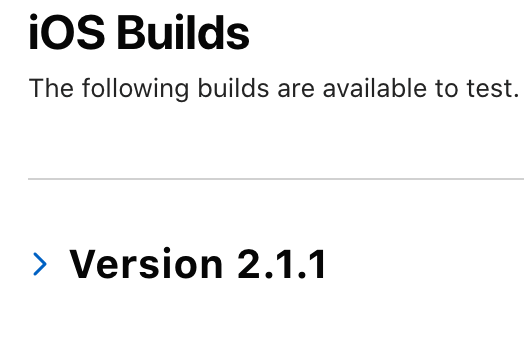 iOS Builds
The following builds are available to test.
Version 2.1.1